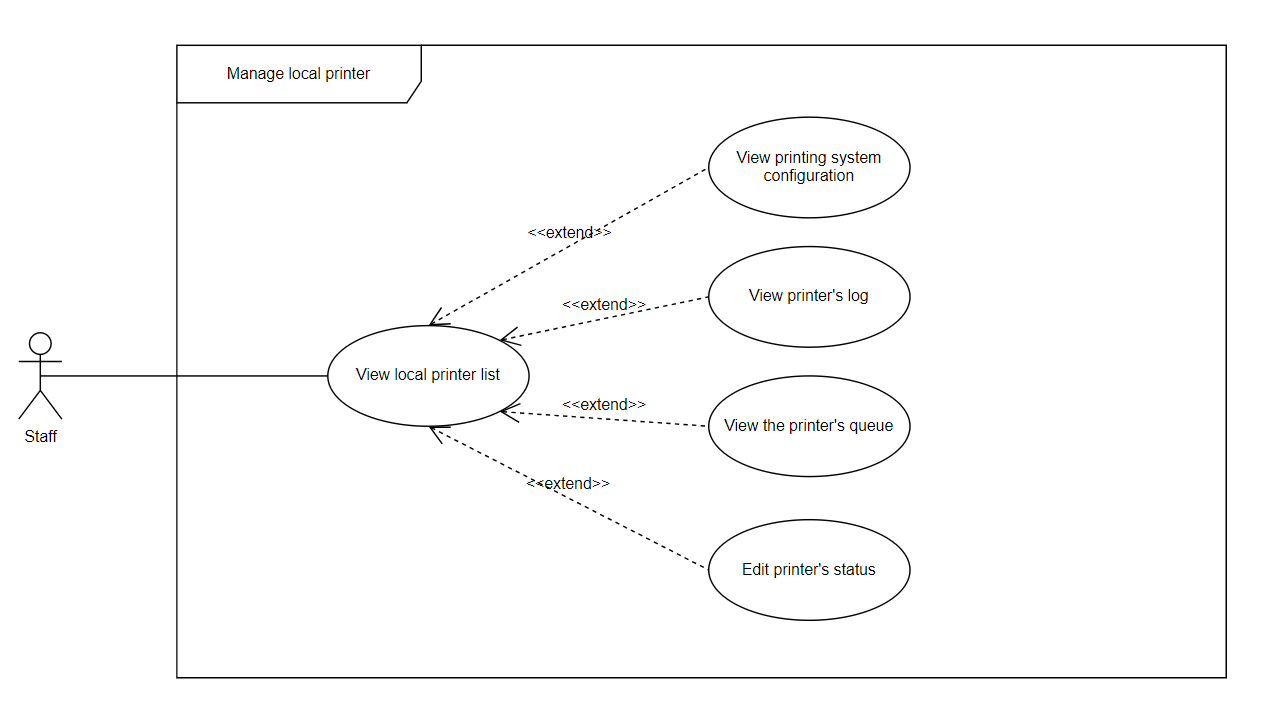 Manage local printer
View printing system
configuration
<<extend>>
View printer's log
<<extend>>
View local printer list
<<extend>>
View the printer's queue
Staff
<<extend>>
Edit printer's status